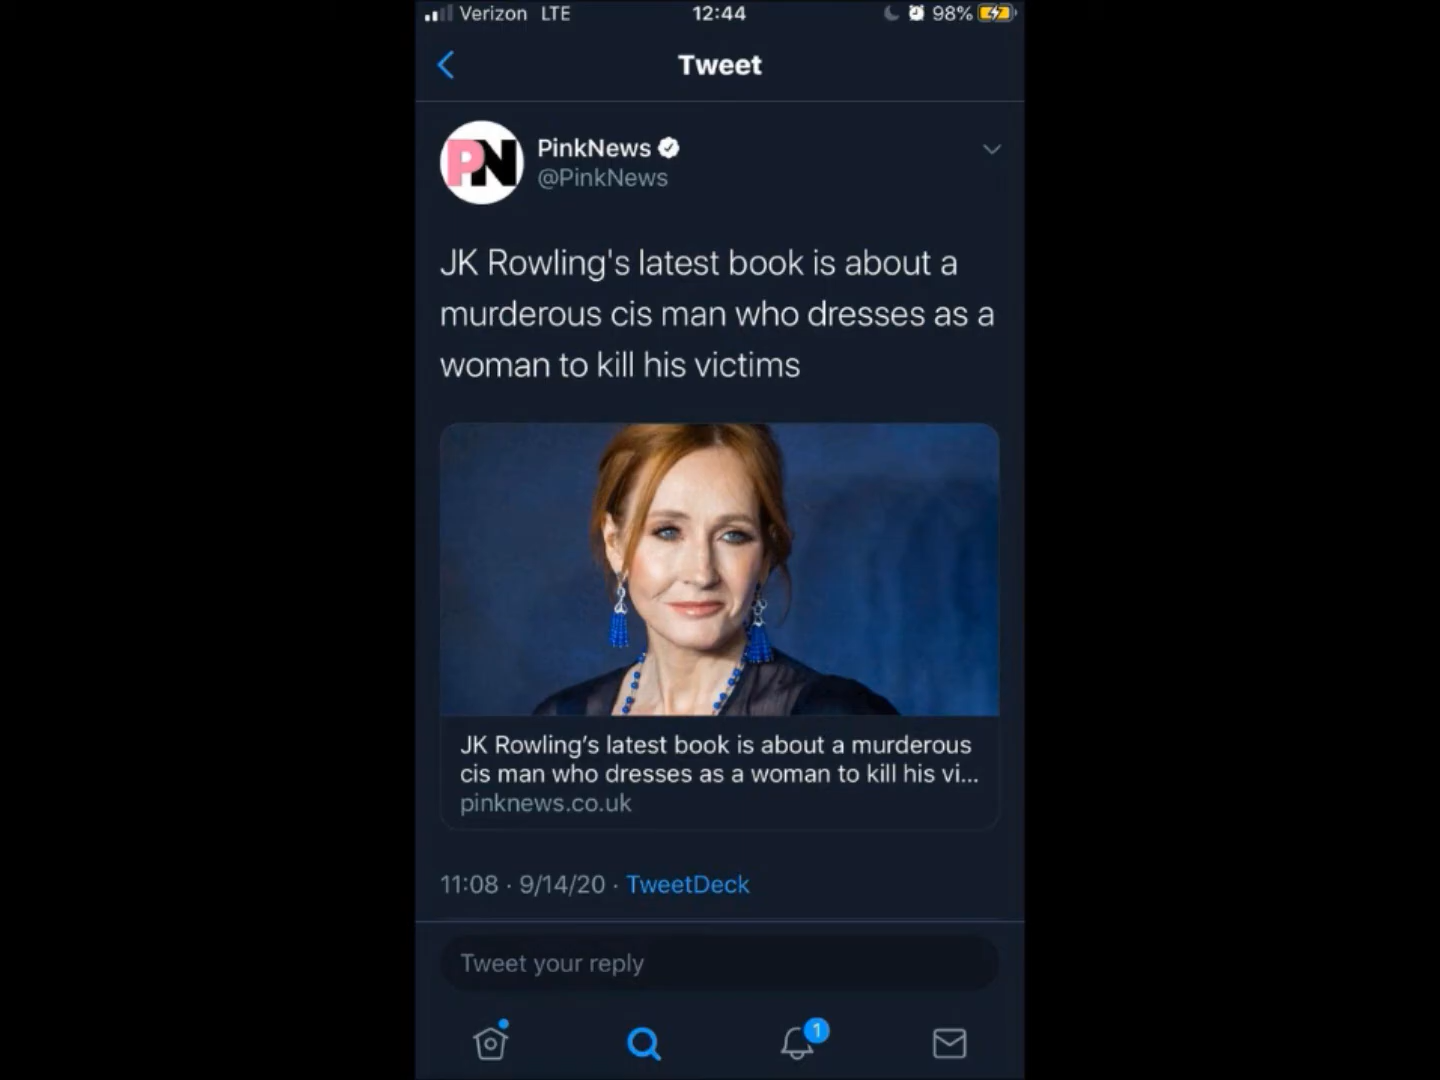 Verizon LTE 12:44 98%
Tweet
PN
PinkNews
@PinkNews
JK Rowling's latest book is about a
murderous cis man who dresses as a
woman to kill his victims
JK Rowling's latest book is about a murderous
cis man who dresses as a woman to kill his vi...
pinknews.co.uk
11:08 · 9/14/20 · TweetDeck
Tweet your reply
1